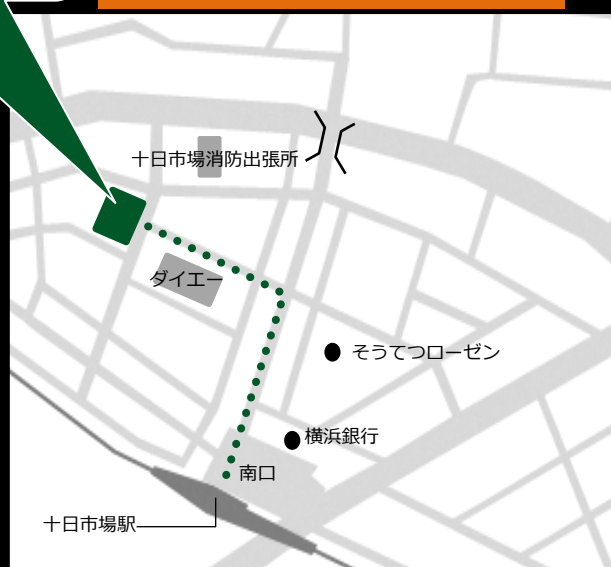 十日市場消防出張所
ダイエー
そうてつローゼン
横浜銀行
南口
十日市場駅